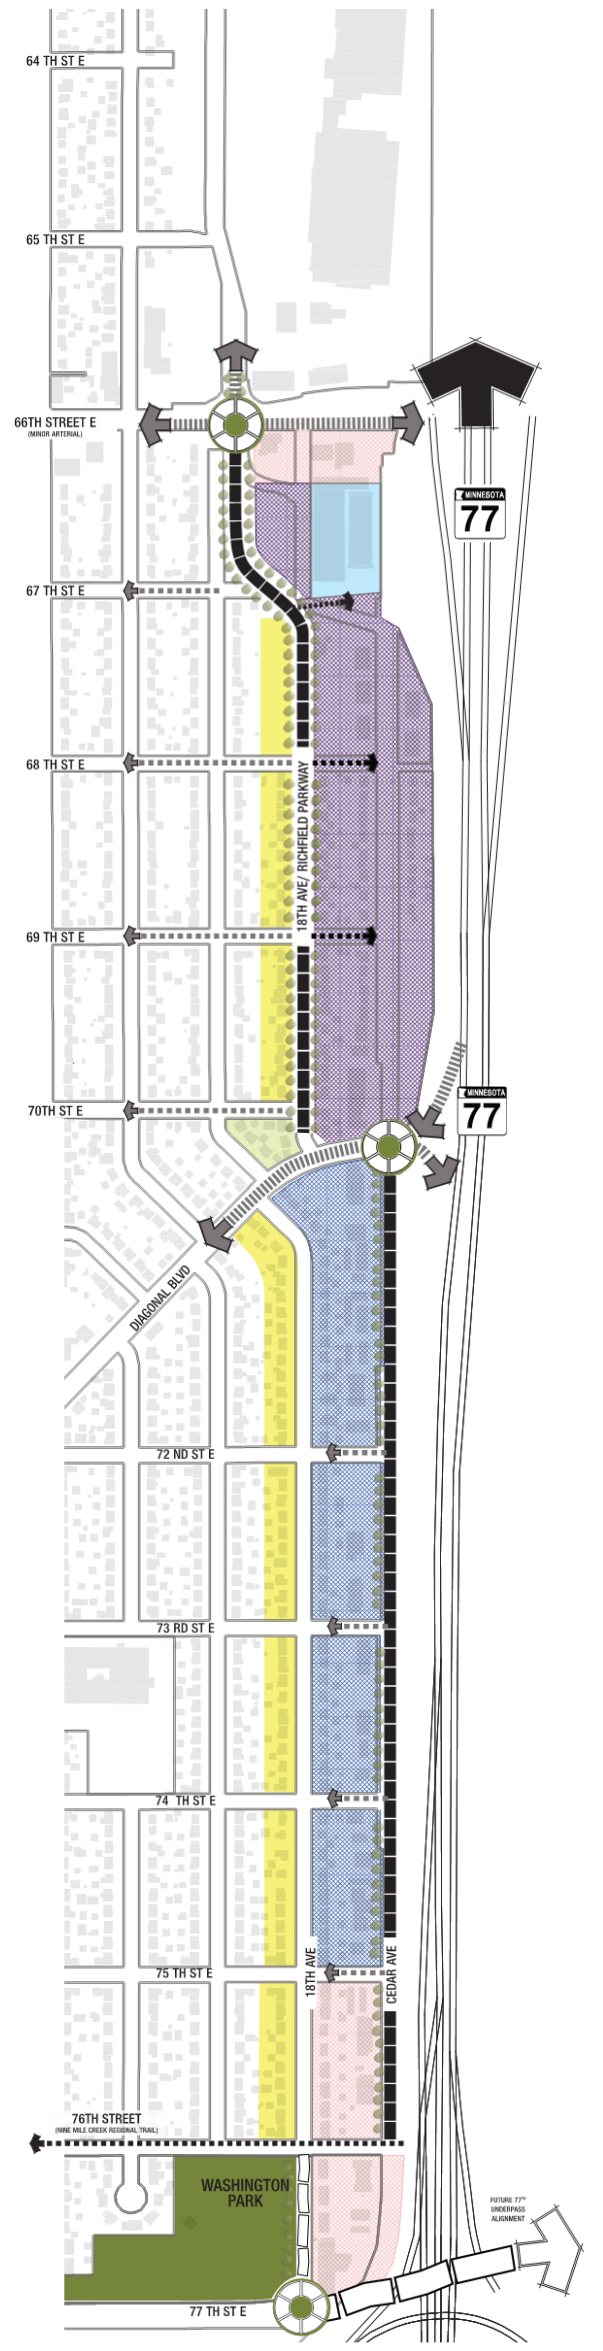 64 TH ST E
65 TH ST E
66TH STREET E
(MINOR ARTERIAL)
MINNESOTA
77
67 TH ST E
68 TH ST E
18TH AVE/ RICHFIELD PARKWAY
69 TH ST E
MINNESOTA
77
70TH ST E
DIAGONAL BLVD
72 ND ST E
73 RD ST E
74 TH ST E
75 TH ST E
18TH AVE
CEDAR AVE
76TH STREET
(NINE MILE CREEK REGIONAL TRAIL)
WASHINGTON
PARK
FUTURE 77TH
UNDERPASS
ALIGNMENT
77 TH ST E